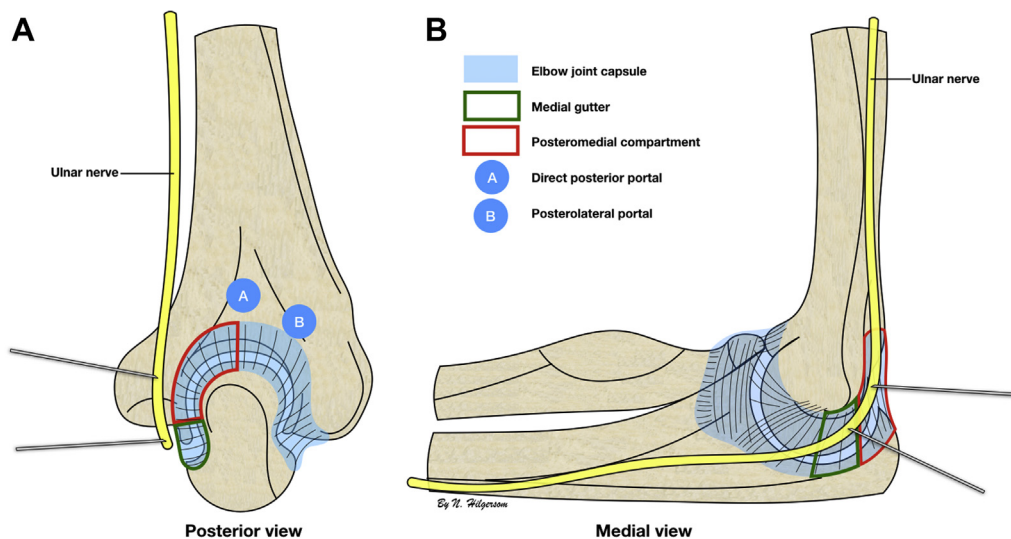 A
B
Elbow joint capsule
Medial gutter
Posteromedial compartment
A
Direct posterior portal
B
Posterolateral portal
Ulnar nerve
Ulnar nerve
A
B
By N. Hilgersom
Posterior view
Medial view